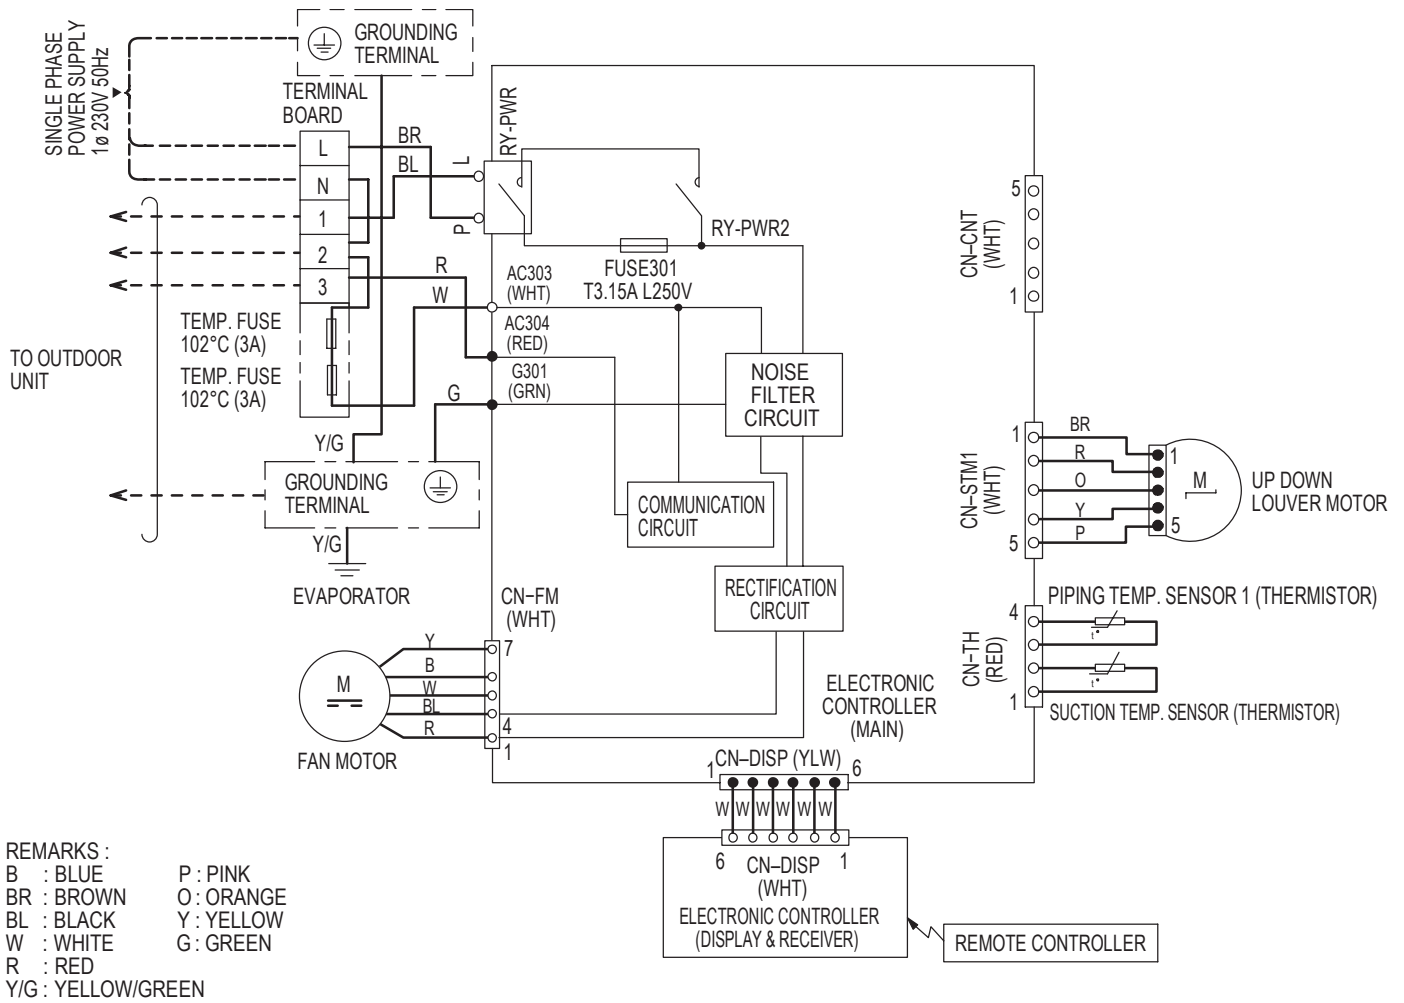 SINGLE PHASE
POWER SUPPLY
1ø 230V 50Hz
GROUNDING
TERMINAL
TERMINAL
BOARD
L
N
1
2
3
BR
BL
R
W
L
P
RY-PWR
RY-PWR2
FUSE301
T3.15A L250V
AC303
(WHT)
AC304
(RED)
G301
(GRN)
G
TEMP. FUSE
102°C (3A)
TEMP. FUSE
102°C (3A)
TO OUTDOOR
UNIT
Y/G
GROUNDING
TERMINAL
Y/G
EVAPORATOR
NOISE
FILTER
CIRCUIT
COMMUNICATION
CIRCUIT
RECTIFICATION
CIRCUIT
CN–FM
(WHT)
7
4
1
Y
B
W
BL
R
M
FAN MOTOR
ELECTRONIC
CONTROLLER
(MAIN)
5
CN–CNT
(WHT)
1
1
CN–STM1
(WHT)
5
BR
R
O
Y
P
1
5
M
UP DOWN
LOUVER MOTOR
PIPING TEMP. SENSOR 1 (THERMISTOR)
4
CN–TH
(RED)
1
t°
t°
SUCTION TEMP. SENSOR (THERMISTOR)
1 CN–DISP (YLW) 6
W W W W W W
6 CN–DISP 1
(WHT)
ELECTRONIC CONTROLLER
(DISPLAY & RECEIVER)
REMOTE CONTROLLER
REMARKS :
B : BLUE P : PINK
BR : BROWN O : ORANGE
BL : BLACK Y : YELLOW
W : WHITE G : GREEN
R : RED
Y/G : YELLOW/GREEN